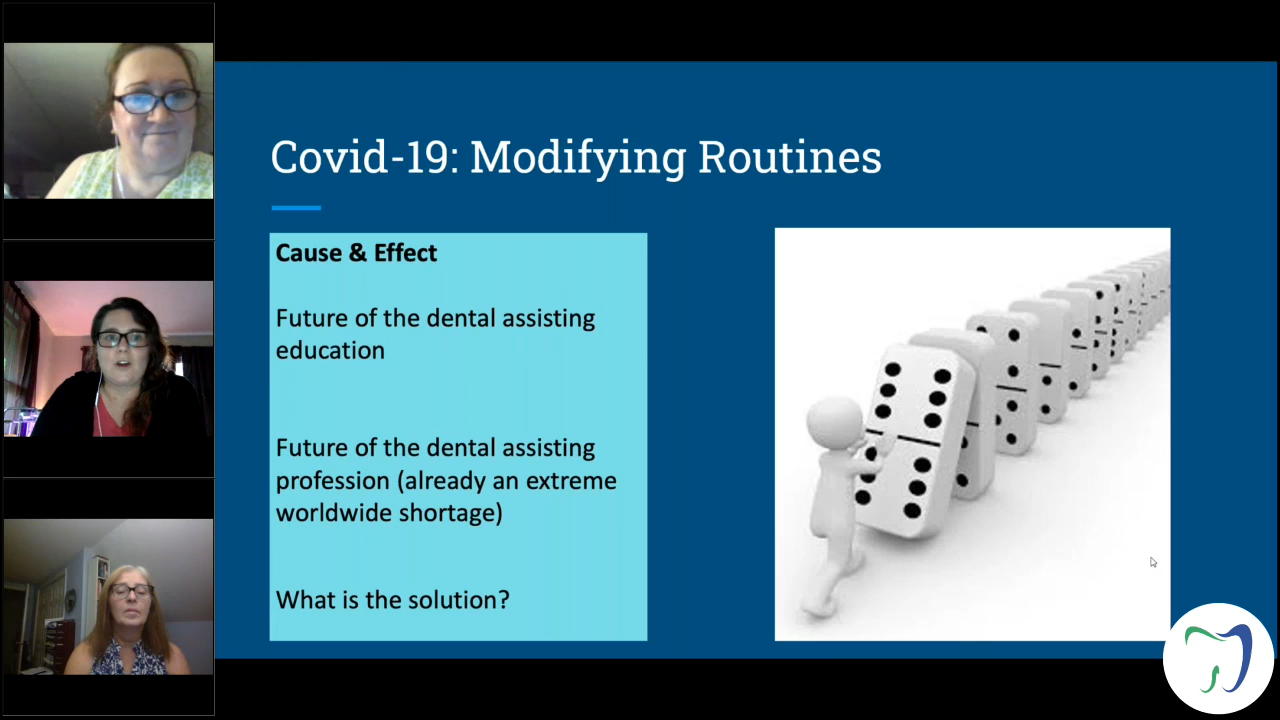 Covid-19: Modifying Routines
Cause & Effect
Future of the dental assisting
education
Future of the dental assisting
profession (already an extreme
worldwide shortage)
What is the solution?